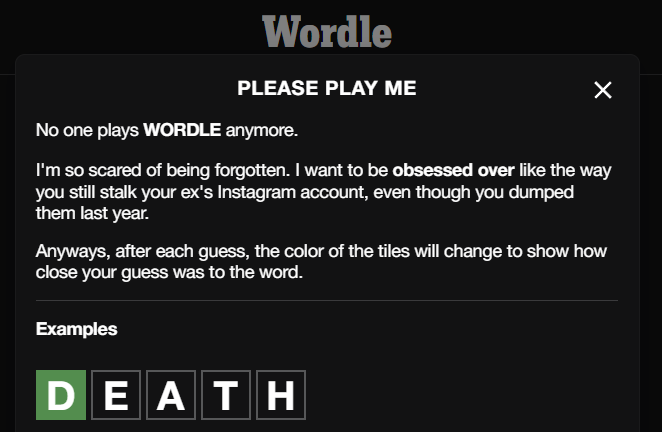 Wordle
PLEASE PLAY ME
No one plays WORDLE anymore.
I'm so scared of being forgotten. I want to be obsessed over like the way
you still stalk your ex's Instagram account, even though you dumped
them last year.
Anyways, after each guess, the color of the tiles will change to show how
close your guess was to the word.
Examples
DEATH